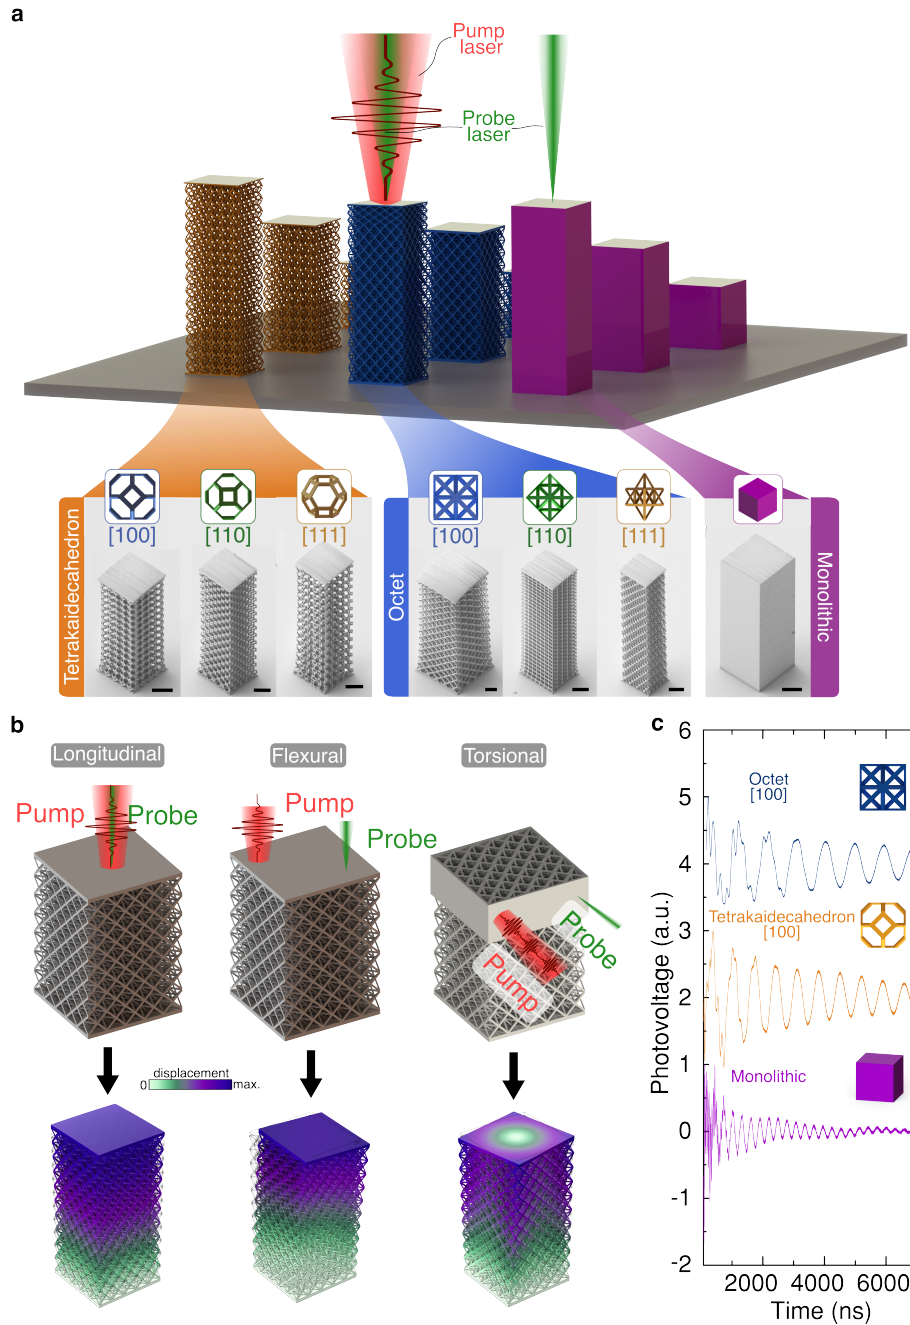 a
Pump
laser
Probe
laser
Tetrakaidecahedron
[100]
[110]
[111]
Octet
[100]
[110]
[111]
Monolithic
b
Longitudinal
Flexural
Torsional
Pump
Probe
Pump
Probe
Probe
Pump
displacement
0
max.
c
Photovoltage (a.u.)
6
5
4
3
2
1
0
-1
-2
Octet
[100]
Tetrakaidecahedron
[100]
Monolithic
2000 4000 6000
Time (ns)